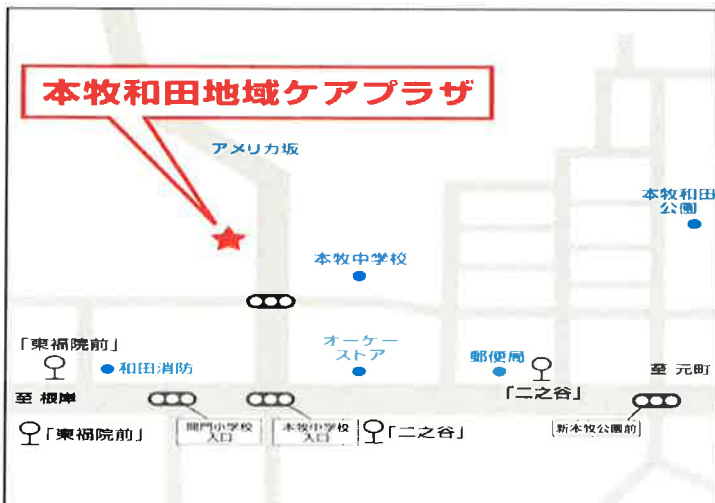 本牧和田地域ケアプラザ
アメリカ坂
本牧和田
公園
本牧中学校
「東福院前」
和田消防
オーケー
ストア
郵便局
「二之谷」
至 元町
至 根岸
「東福院前」
間門小学校
入口
本牧中学校
入口
「二之谷」
新本牧公園前